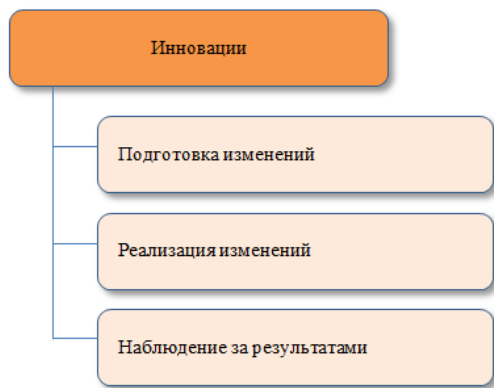 Инновации
Подготовка изменений
Реализация изменений
Наблюдение за результатами